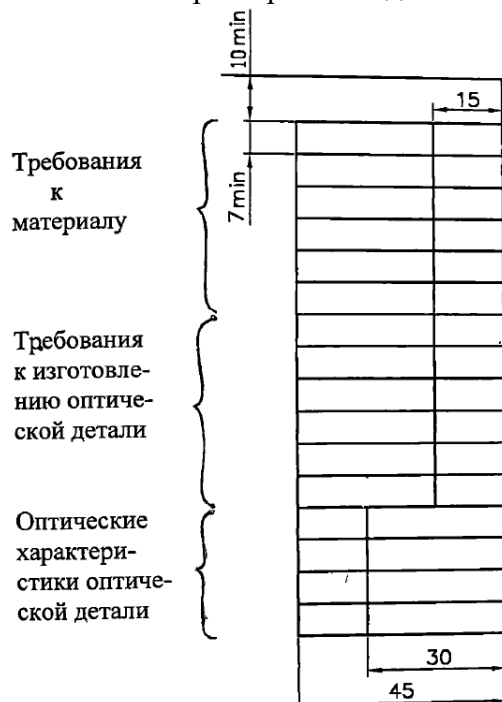 10 min
15
7 min
Требования
к
материалу
Требования
к изготовле-
нию оптиче-
ской детали
Оптические
характери-
стики оптиче-
ской детали
30
45